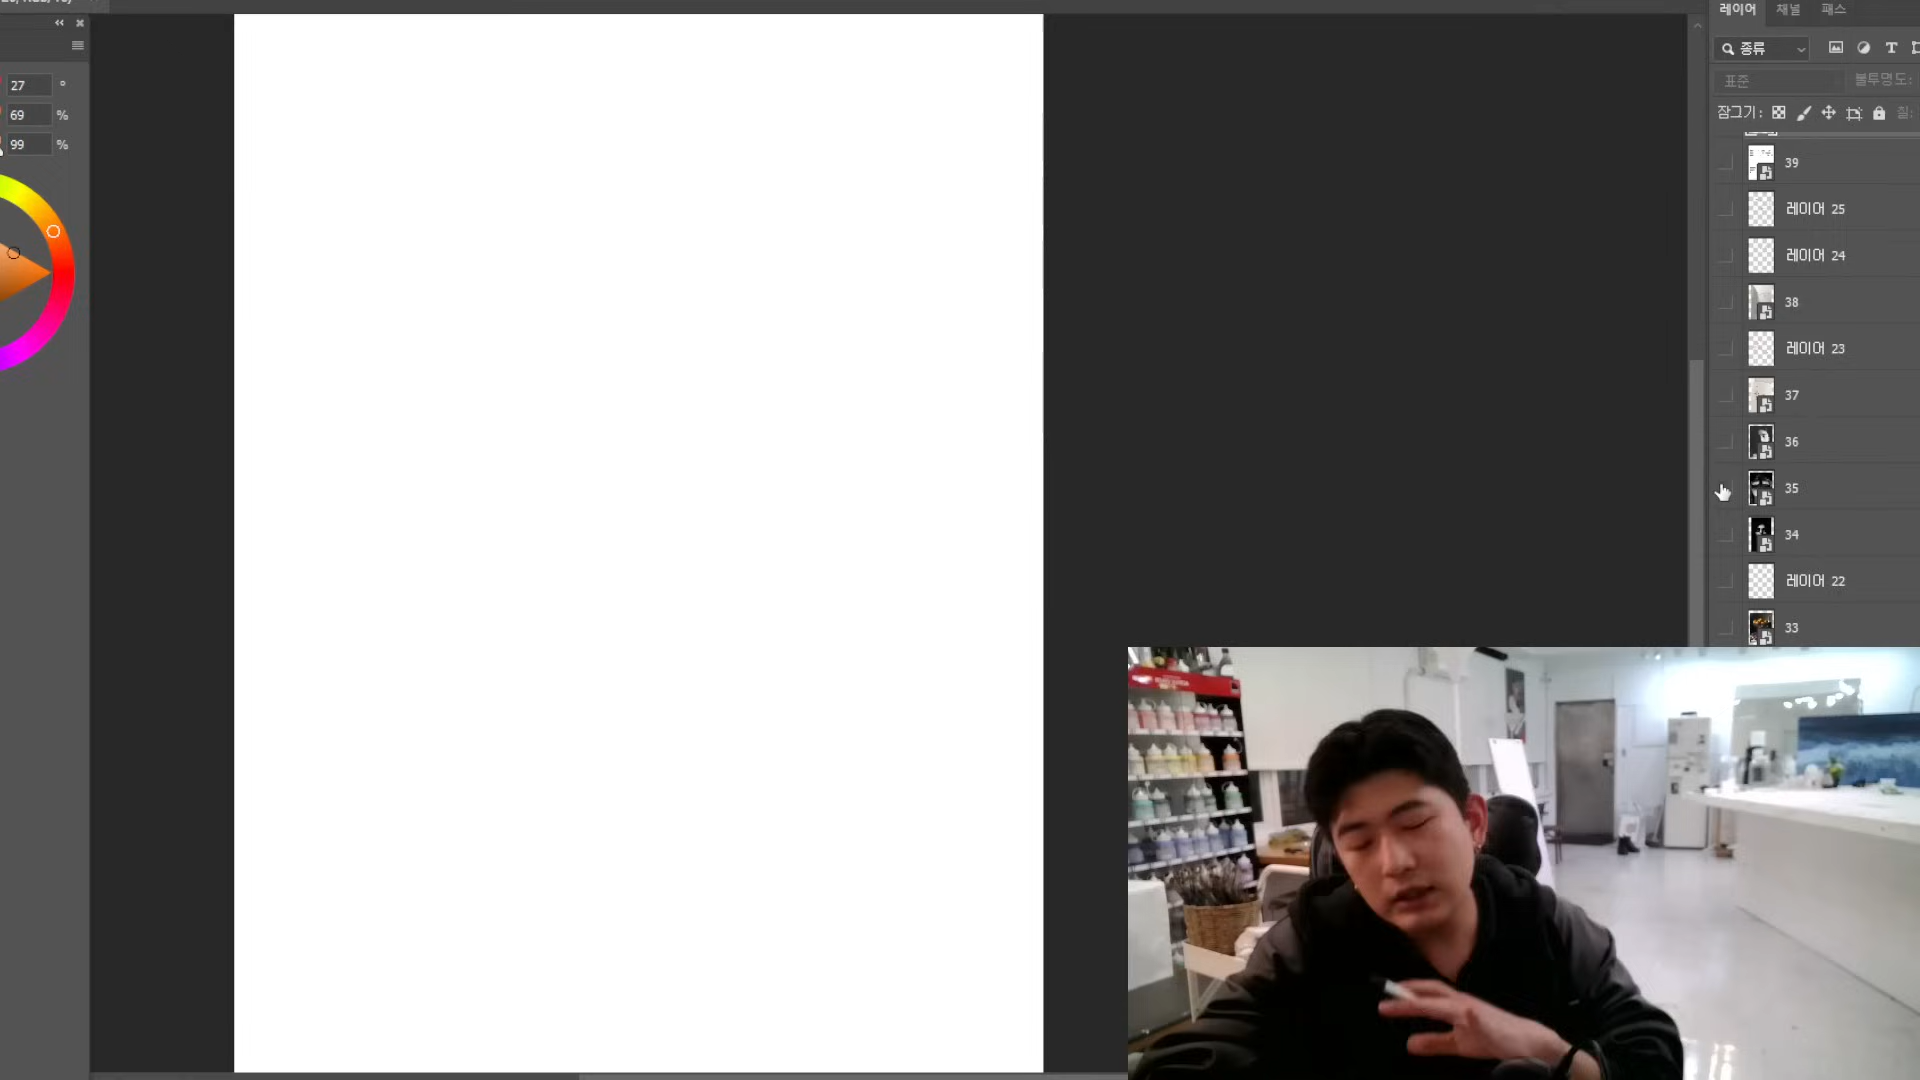 레이어 채널 패스
종류
27 °
표준 불투명도:
69 %
잠그기:
99 %
39
레이어 25
레이어 24
38
레이어 23
37
36
35
34
레이어 22
33